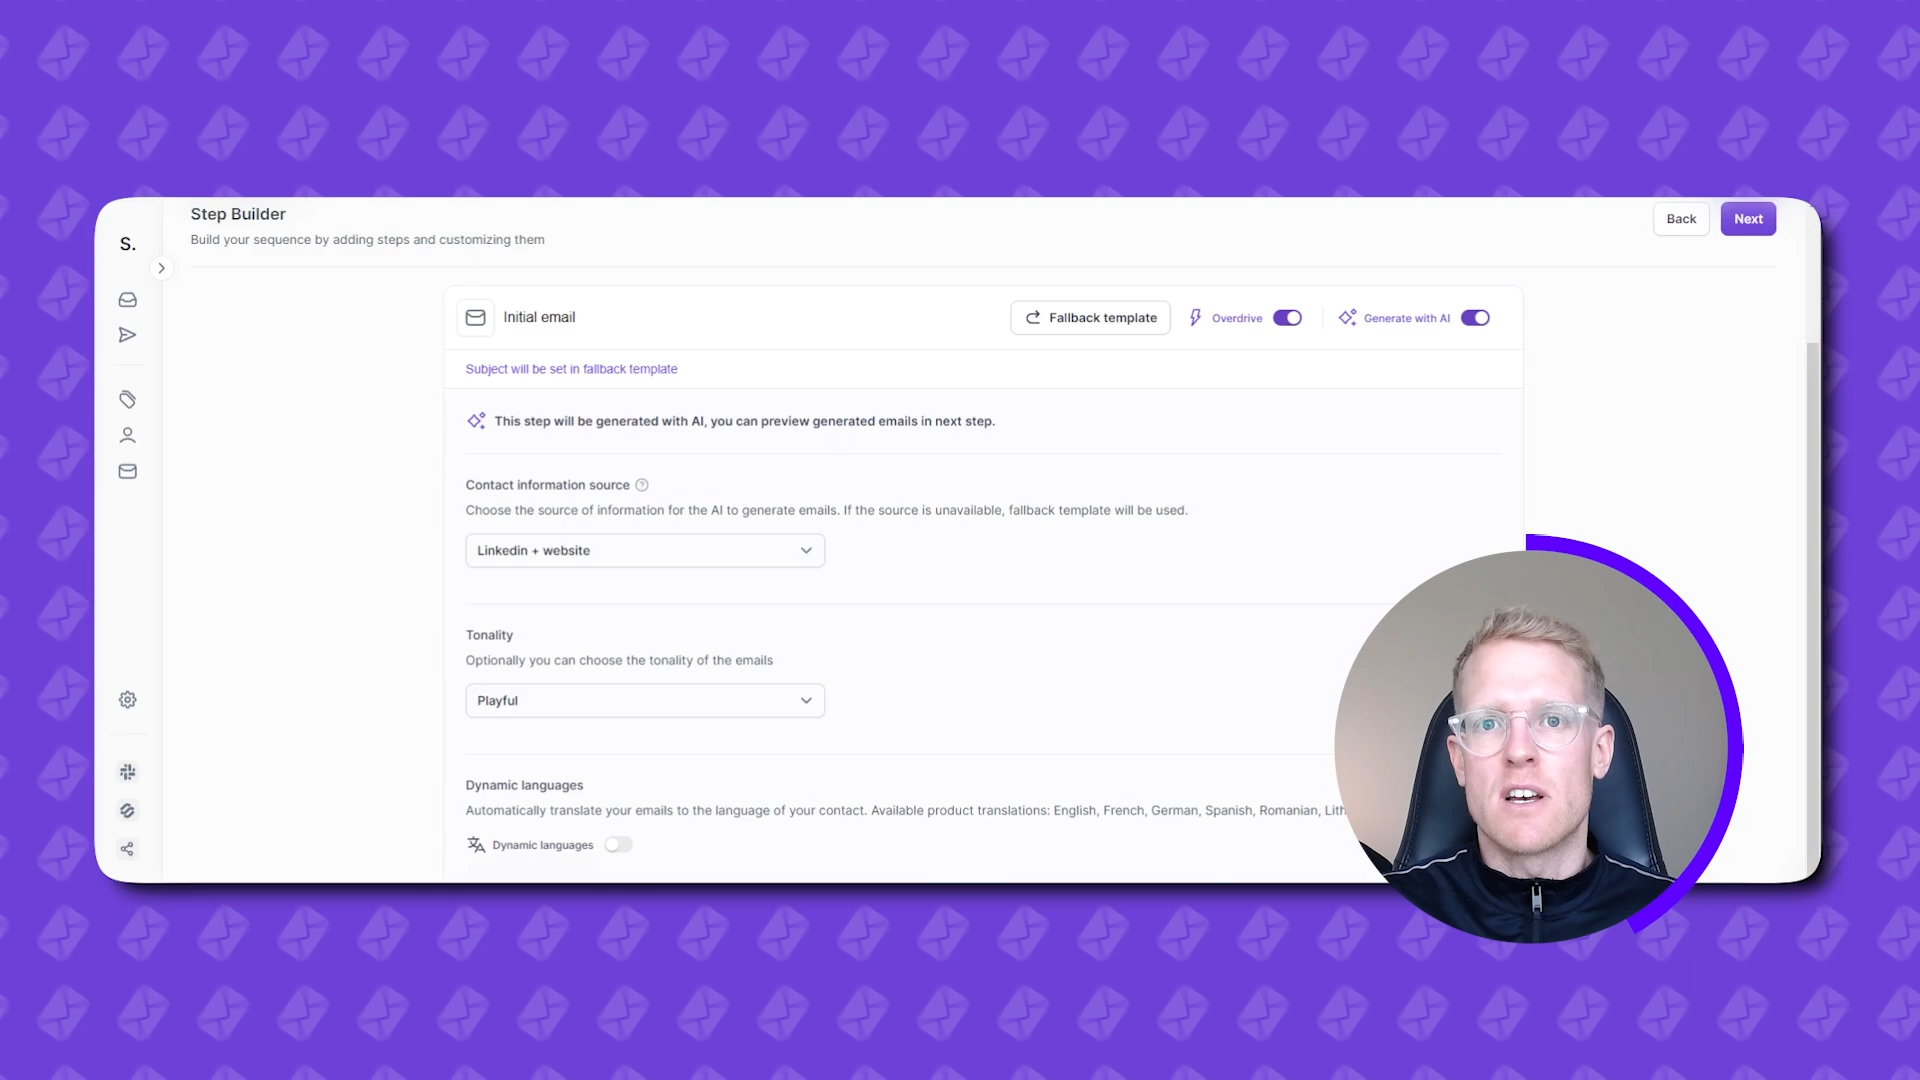 Step Builder
Build your sequence by adding steps and customizing them
Back
Next
S.
Initial email
Fallback template
Overdrive
Generate with AI
Subject will be set in fallback template
This step will be generated with AI, you can preview generated emails in next step.
Contact information source
Choose the source of information for the AI to generate emails. If the source is unavailable, fallback template will be used.
Linkedin + website
Tonality
Optionally you can choose the tonality of the emails
Playful
Dynamic languages
Automatically translate your emails to the language of your contact. Available product translations: English, French, German, Spanish, Romanian, Lith
Dynamic languages